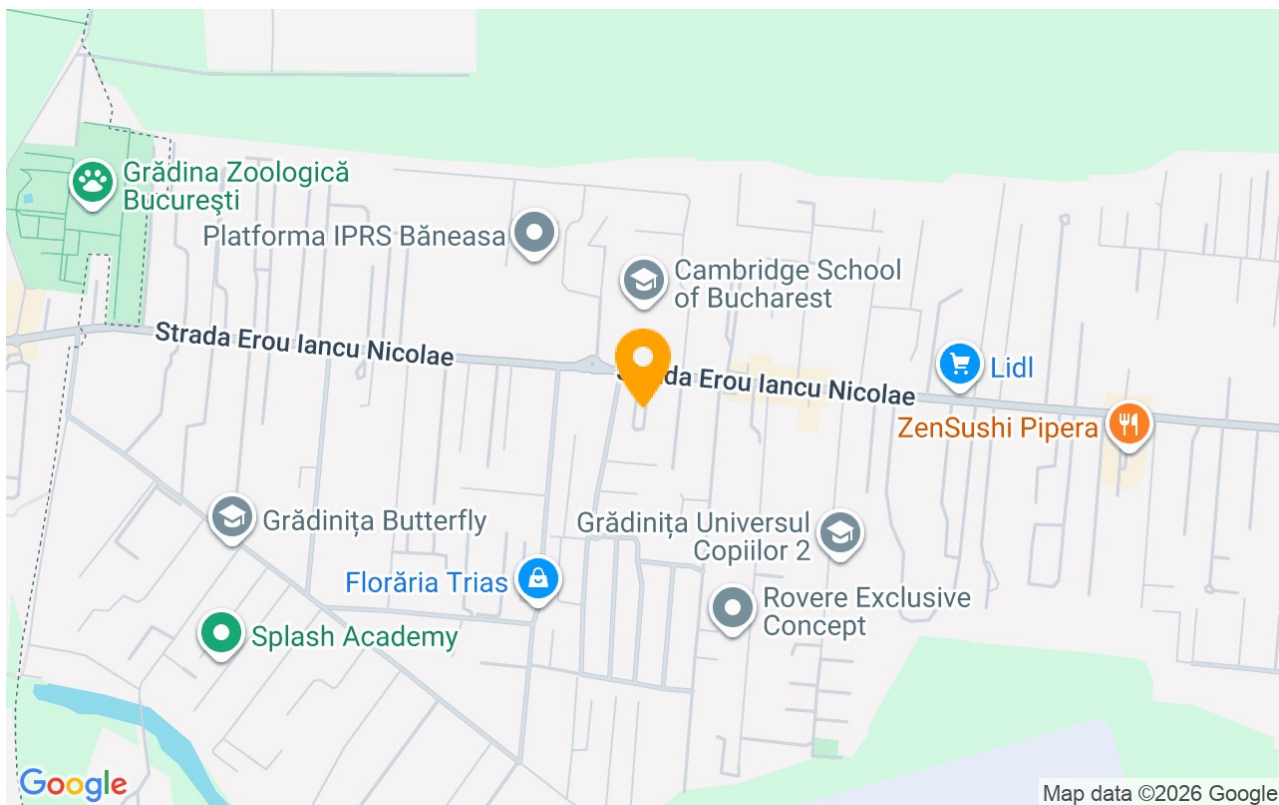 Grădina Zoologică
București
Platforma IPRS Băneasa
Cambridge School
of Bucharest
Strada Erou Iancu Nicolae
Strada Erou Iancu Nicolae
Lidl
ZenSushi Pipera
Grădinița Butterfly
Grădinița Universul
Copiilor 2
Florăria Trias
Rovere Exclusive
Concept
Splash Academy
Google
Map data ©2026 Google